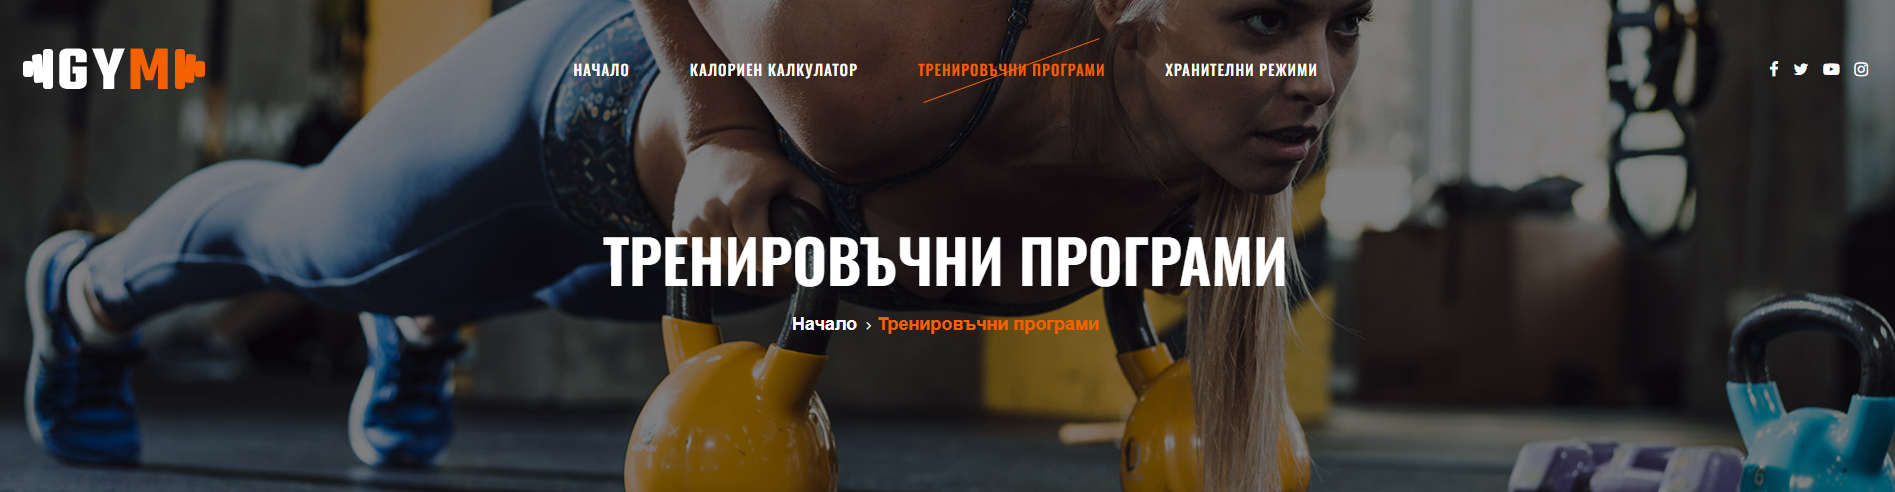 GYM
НАЧАЛО
КАЛОРИЕН КАЛКУЛАТОР
ТРЕНИРОВЪЧНИ ПРОГРАМИ
ХРАНИТЕЛНИ РЕЖИМИ
ТРЕНИРОВЪЧНИ ПРОГРАМИ
Начало › Тренировъчни програми